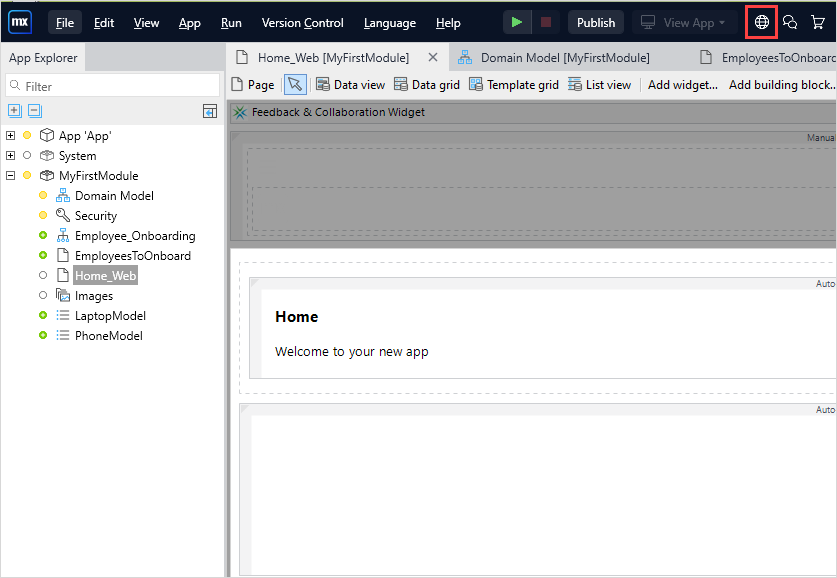 mx File Edit View App Run Version Control Language Help Publish View App
App Explorer
Home_Web [MyFirstModule] Domain Model [MyFirstModule] EmployeesToOnboard
Filter
Page Data view Data grid Template grid List view Add widget... Add building block...
Feedback & Collaboration Widget
Manua
App 'App'
System
MyFirstModule
Domain Model
Security
Employee_Onboarding
EmployeesToOnboard
Home_Web
Images
LaptopModel
PhoneModel
Auto
Home
Welcome to your new app
Auto